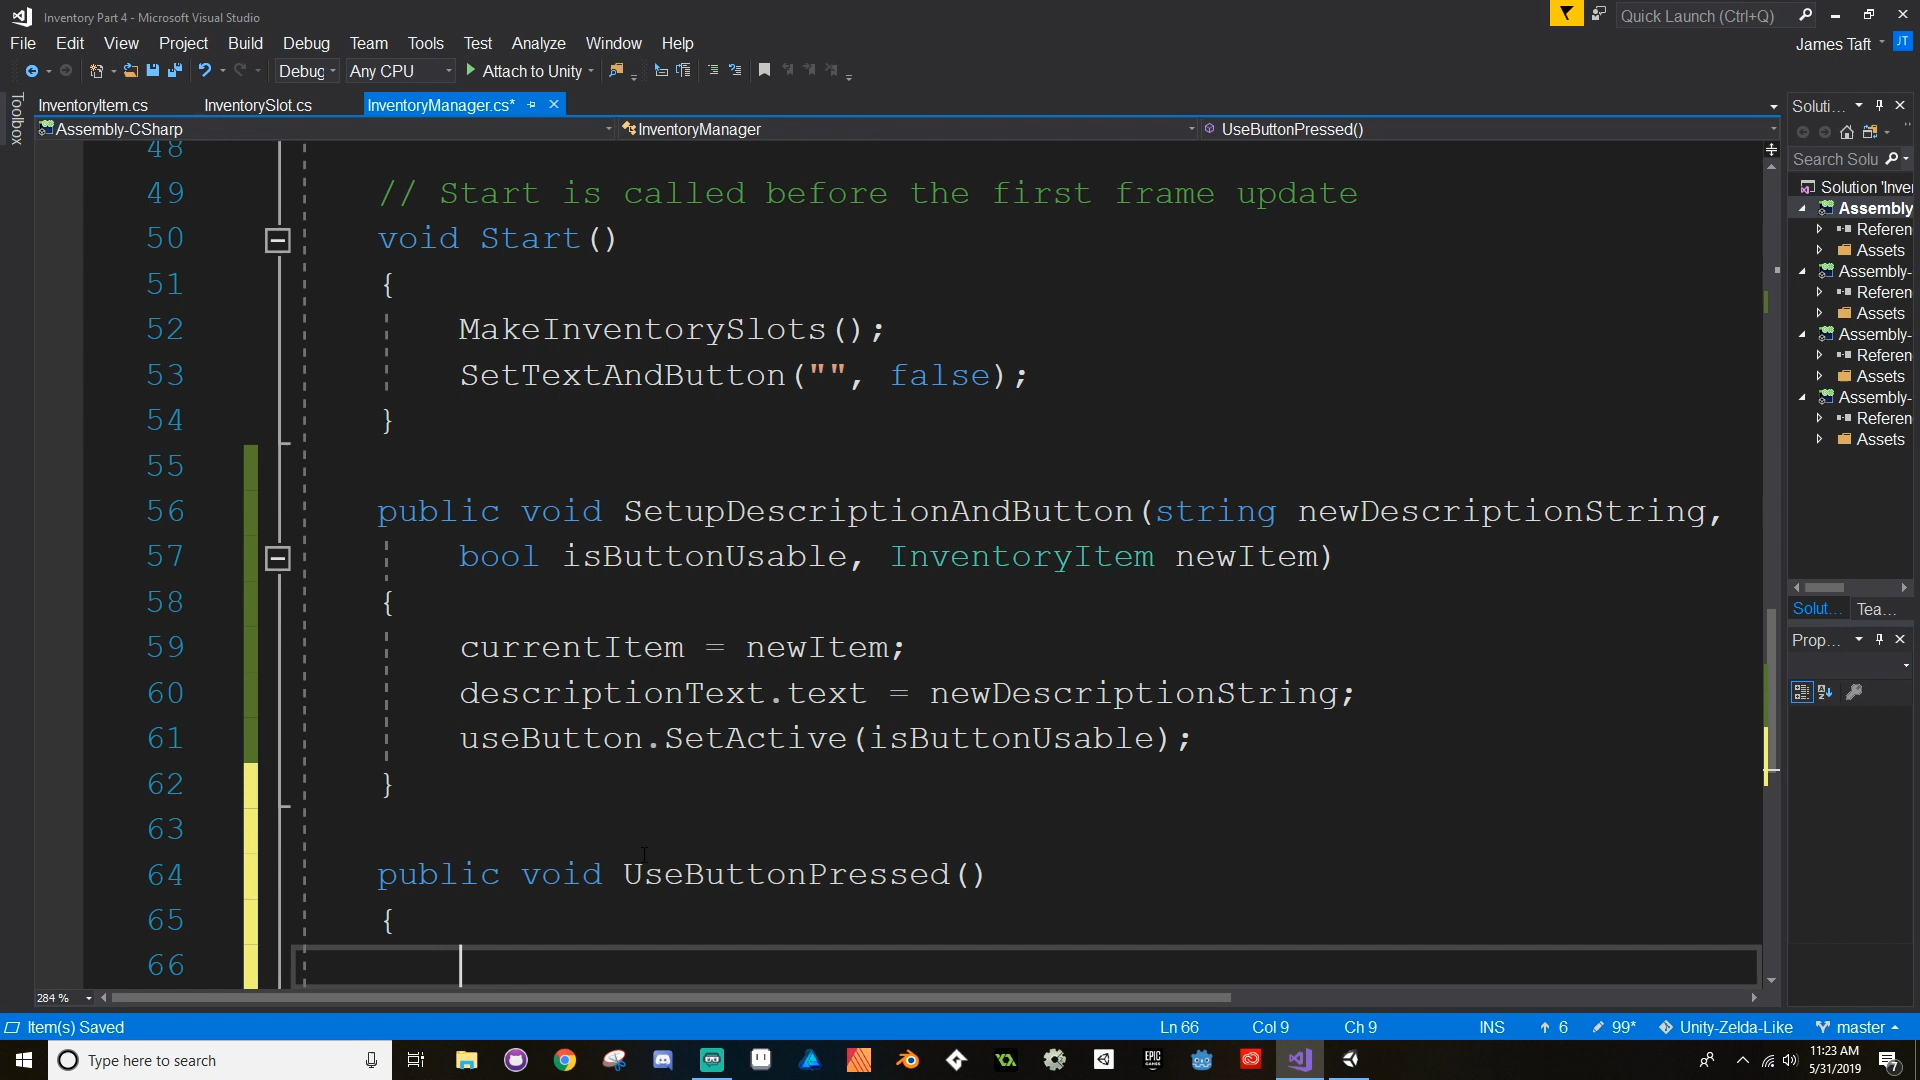 Inventory Part 4 - Microsoft Visual Studio
Quick Launch (Ctrl+Q)
File Edit View Project Build Debug Team Tools Test Analyze Window Help
James Taft JT
Debug Any CPU Attach to Unity
Toolbox
InventoryItem.cs InventorySlot.cs InventoryManager.cs*
Assembly-CSharp InventoryManager UseButtonPressed()
48
49 // Start is called before the first frame update
50 void Start()
51 {
52 MakeInventorySlots();
53 SetTextAndButton("", false);
54 }
55
56 public void SetupDescriptionAndButton(string newDescriptionString,
57 bool isButtonUsable, InventoryItem newItem)
58 {
59 currentItem = newItem;
60 descriptionText.text = newDescriptionString;
61 useButton.SetActive(isButtonUsable);
62 }
63
64 public void UseButtonPressed()
65 {
66
284 %
Soluti...
Search Solu
Solution 'Inve
Assembly
Referen
Assets
Assembly-
Referen
Assets
Assembly-
Referen
Assets
Assembly-
Referen
Assets
Solut... Tea...
Prop...
Item(s) Saved Ln 66 Col 9 Ch 9 INS 6 99* Unity-Zelda-Like master
Type here to search
EPIC GAMES
11:23 AM
5/31/2019
7